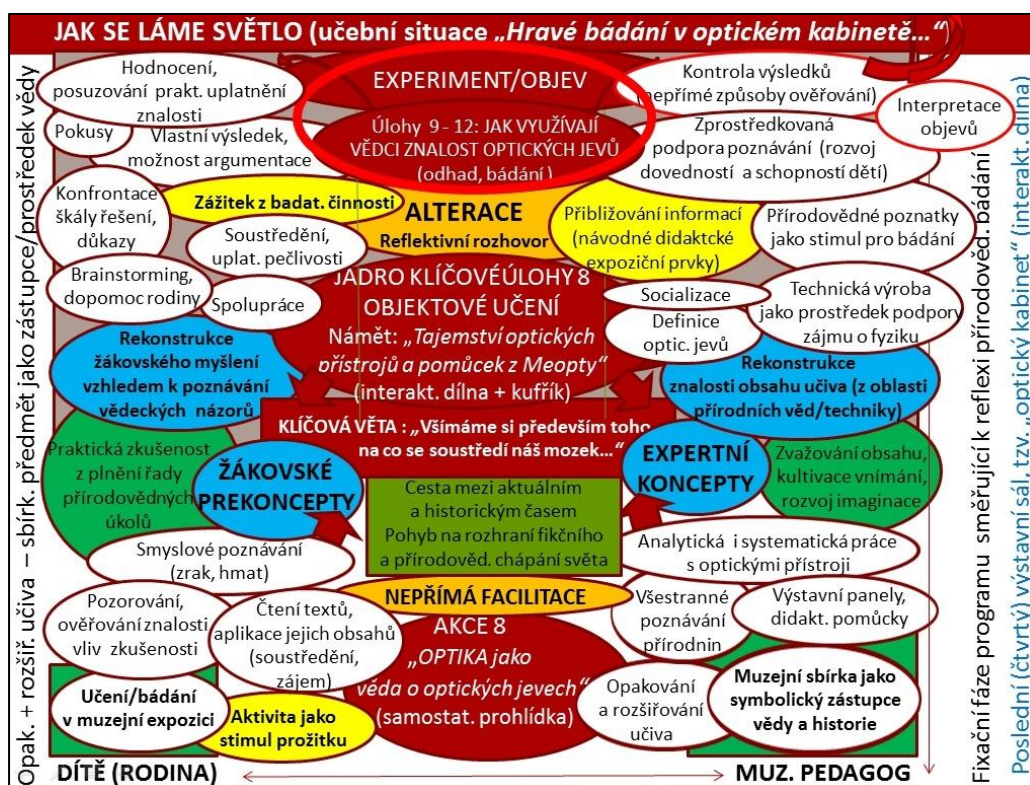 JAK SE LÁME SVĚTLO (učební situace „Hravé bádání v optickém kabinetě…“)
Opak. + rozšiř. učiva – sbírk. předmět jako zástupce/prostředek vědy
Hodnocení,
posuzování prakt. uplatnění
znalosti
EXPERIMENT/OBJEV
Kontrola výsledků
(nepřímé způsoby ověřování)
Interpretace
objevů
Pokusy
Vlastní výsledek,
možnost argumentace
Úlohy 9 - 12: JAK VYUŽÍVAJÍ
VĚDCI ZNALOST OPTICKÝCH JEVŮ
(odhad, bádání )
Zprostředkovaná
podpora poznávání (rozvoj
dovedností a schopností dětí)
Konfrontace
škály řešení,
důkazy
Zážitek z badat. činnosti
ALTERACE
Reflektivní rozhovor
Přibližování informací
(návodné didaktcké
expoziční prvky)
Přírodovědné poznatky
jako stimul pro bádání
Soustředění,
uplat. pečlivosti
Brainstorming,
dopomoc rodiny
Spolupráce
JADRO KLÍČOVÉÚLOHY 8
OBJEKTOVÉ UČENÍ
Námět: „Tajemství optických
přístrojů a pomůcek z Meopty“
(interakt. dílna + kufřík)
Socializace
Definice
optic. jevů
Technická výroba
jako prostředek podpory
zájmu o fyziku
Rekonstrukce
žákovského myšlení
vzhledem k poznávání
vědeckých názorů
Rekonstrukce
znalosti obsahu učiva (z oblasti
přírodních věd/techniky)
KLÍČOVÁ VĚTA : „Všímáme si především toho
na co se soustředí náš mozek…“
Praktická zkušenost
z plnění řady
přírodovědných
úkolů
ŽÁKOVSKÉ
PREKONCEPTY
EXPERTNÍ
KONCEPTY
Zvažování obsahu,
kultivace vnímání,
rozvoj imaginace
Cesta mezi aktuálním
a historickým časem
Pohyb na rozhraní fikčního
a přírodověd. chápání světa
Smyslové poznávání
(zrak, hmat)
Analytická i systematická práce
s optickými přístroji
NEPŘÍMÁ FACILITACE
Pozorování,
ověřování znalosti
vliv zkušenosti
Čtení textů,
aplikace jejich obsahů
(soustředění,
zájem)
AKCE 8
„OPTIKA jako
věda o optických jevech“
(samostat. prohlídka)
Všestranné
poznávání
přírodnin
Výstavní panely,
didakt. pomůcky
Učení/bádání
v muzejní expozici
Aktivita jako
stimul prožitku
Opakování
a rozšiřování
učiva
Muzejní sbírka jako
symbolický zástupce
vědy a historie
DÍTĚ (RODINA)
MUZ. PEDAGOG
Fixační fáze programu směřující k reflexi přírodověd. bádání
Poslední (čtvrtý) výstavní sál, tzv. „optický kabinet“ (interakt. dílna)